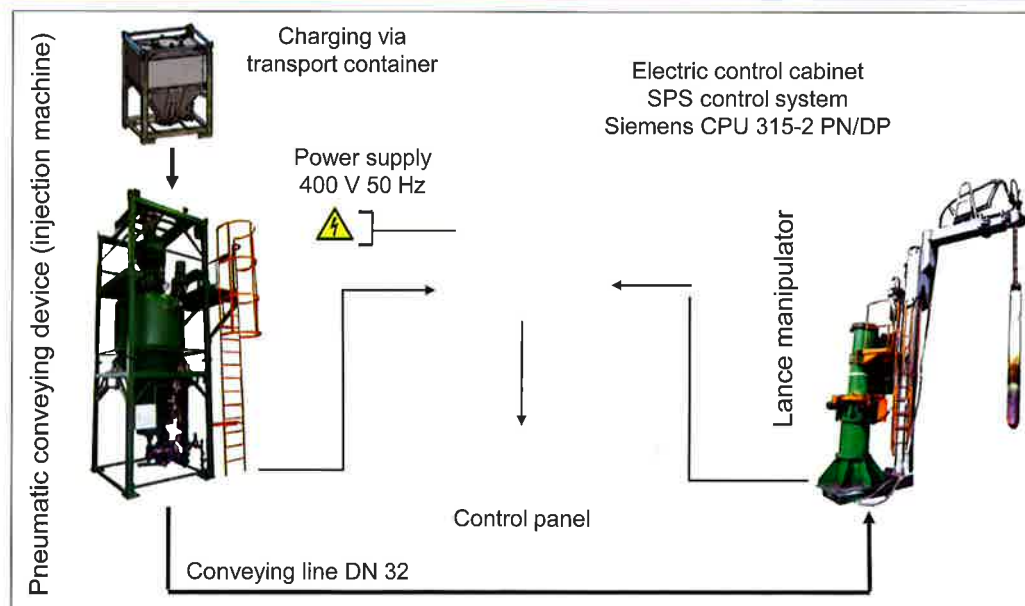 Charging via
transport container
Electric control cabinet
SPS control system
Siemens CPU 315-2 PN/DP
Power supply
400 V 50 Hz
Pneumatic conveying device (injection machine)
Lance manipulator
Control panel
Conveying line DN 32